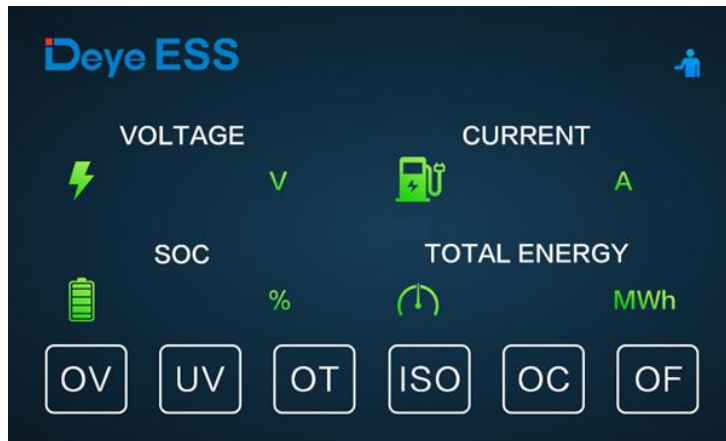 Deye ESS
VOLTAGE CURRENT
V A
SOC TOTAL ENERGY
% MWh
OV UV OT ISO OC OF